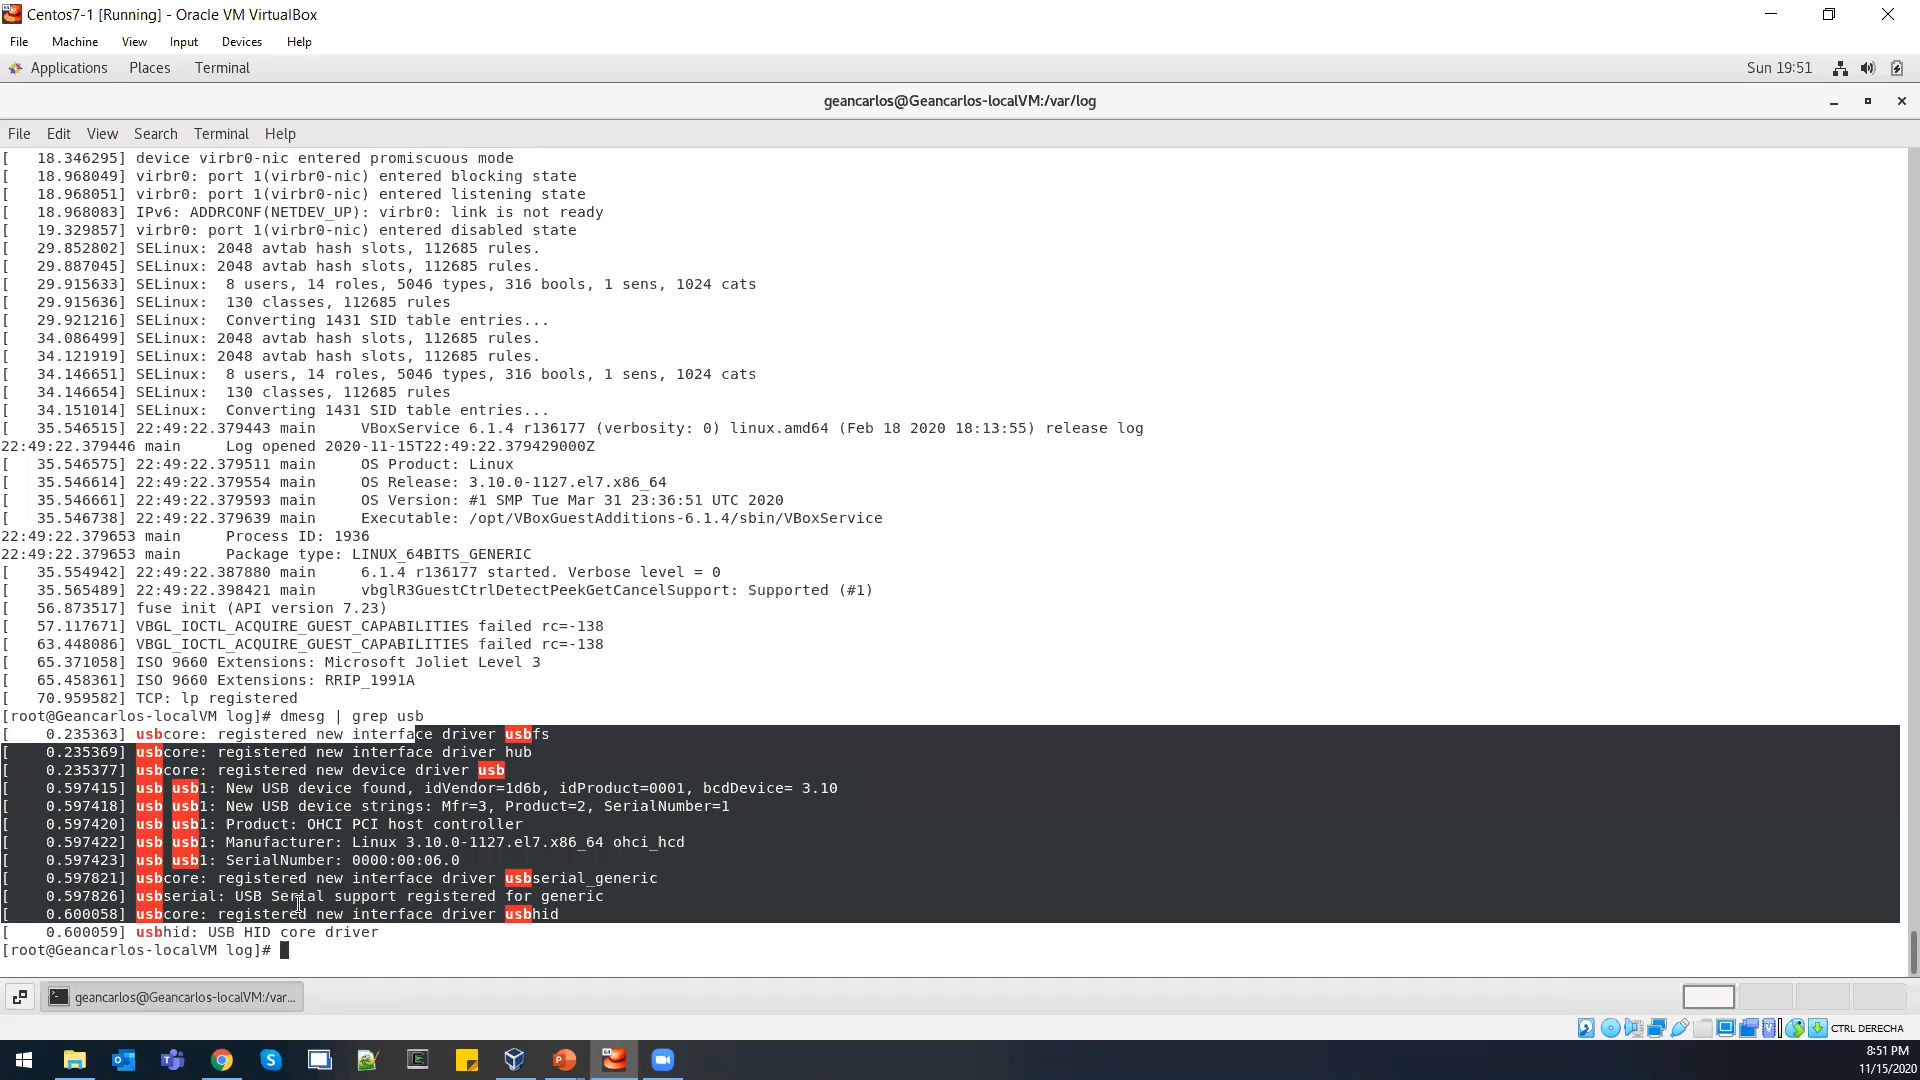 Centos7-1 [Running] - Oracle VM VirtualBox
File Machine View Input Devices Help
Applications Places Terminal Sun 19:51
geancarlos@Geancarlos-localVM:/var/log
File Edit View Search Terminal Help
[   18.346295] device virbr0-nic entered promiscuous mode
[   18.968049] virbr0: port 1(virbr0-nic) entered blocking state
[   18.968051] virbr0: port 1(virbr0-nic) entered listening state
[   18.968083] IPv6: ADDRCONF(NETDEV_UP): virbr0: link is not ready
[   19.329857] virbr0: port 1(virbr0-nic) entered disabled state
[   29.852802] SELinux: 2048 avtab hash slots, 112685 rules.
[   29.887045] SELinux: 2048 avtab hash slots, 112685 rules.
[   29.915633] SELinux:  8 users, 14 roles, 5046 types, 316 bools, 1 sens, 1024 cats
[   29.915636] SELinux:  130 classes, 112685 rules
[   29.921216] SELinux:  Converting 1431 SID table entries...
[   34.086499] SELinux: 2048 avtab hash slots, 112685 rules.
[   34.121919] SELinux: 2048 avtab hash slots, 112685 rules.
[   34.146651] SELinux:  8 users, 14 roles, 5046 types, 316 bools, 1 sens, 1024 cats
[   34.146654] SELinux:  130 classes, 112685 rules
[   34.151014] SELinux:  Converting 1431 SID table entries...
[   35.546515] 22:49:22.379443 main     VBoxService 6.1.4 r136177 (verbosity: 0) linux.amd64 (Feb 18 2020 18:13:55) release log
22:49:22.379446 main     Log opened 2020-11-15T22:49:22.379429000Z
[   35.546575] 22:49:22.379511 main     OS Product: Linux
[   35.546614] 22:49:22.379554 main     OS Release: 3.10.0-1127.el7.x86_64
[   35.546661] 22:49:22.379593 main     OS Version: #1 SMP Tue Mar 31 23:36:51 UTC 2020
[   35.546738] 22:49:22.379639 main     Executable: /opt/VBoxGuestAdditions-6.1.4/sbin/VBoxService
22:49:22.379653 main     Process ID: 1936
22:49:22.379653 main     Package type: LINUX_64BITS_GENERIC
[   35.554942] 22:49:22.387880 main     6.1.4 r136177 started. Verbose level = 0
[   35.565489] 22:49:22.398421 main     vbglR3GuestCtrlDetectPeekGetCancelSupport: Supported (#1)
[   56.873517] fuse init (API version 7.23)
[   57.117671] VBGL_IOCTL_ACQUIRE_GUEST_CAPABILITIES failed rc=-138
[   63.448086] VBGL_IOCTL_ACQUIRE_GUEST_CAPABILITIES failed rc=-138
[   65.371058] ISO 9660 Extensions: Microsoft Joliet Level 3
[   65.458361] ISO 9660 Extensions: RRIP_1991A
[   70.959582] TCP: lp registered
[root@Geancarlos-localVM log]# dmesg | grep usb
[    0.235363] usbcore: registered new interface driver usbfs
[    0.235369] usbcore: registered new interface driver hub
[    0.235377] usbcore: registered new device driver usb
[    0.597415] usb usb1: New USB device found, idVendor=1d6b, idProduct=0001, bcdDevice= 3.10
[    0.597418] usb usb1: New USB device strings: Mfr=3, Product=2, SerialNumber=1
[    0.597420] usb usb1: Product: OHCI PCI host controller
[    0.597422] usb usb1: Manufacturer: Linux 3.10.0-1127.el7.x86_64 ohci_hcd
[    0.597423] usb usb1: SerialNumber: 0000:00:06.0
[    0.597821] usbcore: registered new interface driver usbserial_generic
[    0.597826] usbserial: USB Serial support registered for generic
[    0.600058] usbcore: registered new interface driver usbhid
[    0.600059] usbhid: USB HID core driver
[root@Geancarlos-localVM log]#
geancarlos@Geancarlos-localVM:/var...
CTRL DERECHA
8:51 PM
11/15/2020